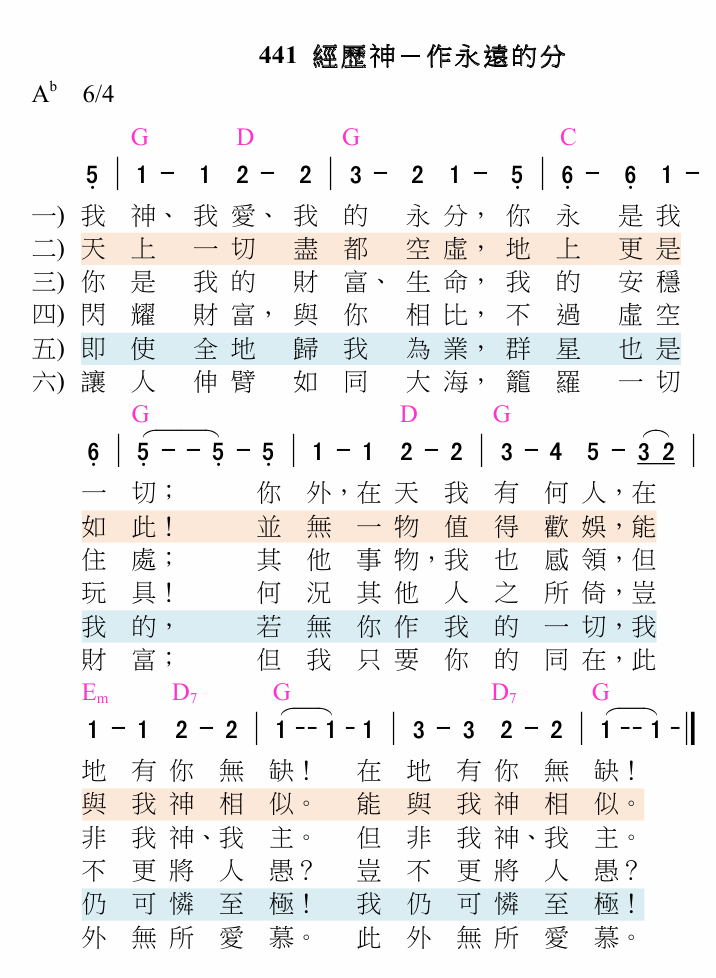 441 經歷神－作永遠的分
A♭ 6/4
G D G C
5̣ | 1 - 1 2 - 2 | 3 - 2 1 - 5̣ | 6̣ - 6̣ 1 -
一) 我 神、我 愛、我 的 永 分，你 永 是 我
二) 天 上 一 切 盡 都 空 虛，地 上 更 是
三) 你 是 我 的 財 富、生 命，我 的 安 穩
四) 閃 耀 財 富，與 你 相 比，不 過 虛 空
五) 即 使 全 地 歸 我 為 業，群 星 也 是
六) 讓 人 伸 臂 如 同 大 海，籠 羅 一 切
G D G
6̣ | 5̣ - - 5̣ - 5̣ | 1 - 1 2 - 2 | 3 - 4 5 - 3 2 |
一 切； 你 外，在 天 我 有 何 人，在
如 此！ 並 無 一 物 值 得 歡 娛，能
住 處； 其 他 事 物，我 也 感 領，但
玩 具！ 何 況 其 他 人 之 所 倚，豈
我 的， 若 無 你 作 我 的 一 切，我
財 富； 但 我 只 要 你 的 同 在，此
Em D7 G D7 G
1 - 1 2 - 2 | 1 -- 1 - 1 | 3 - 3 2 - 2 | 1 -- 1 - ‖
地 有 你 無 缺！ 在 地 有 你 無 缺！
與 我 神 相 似。 能 與 我 神 相 似。
非 我 神、我 主。 但 非 我 神、我 主。
不 更 將 人 愚？ 豈 不 更 將 人 愚？
仍 可 憐 至 極！ 我 仍 可 憐 至 極！
外 無 所 愛 慕。 此 外 無 所 愛 慕。